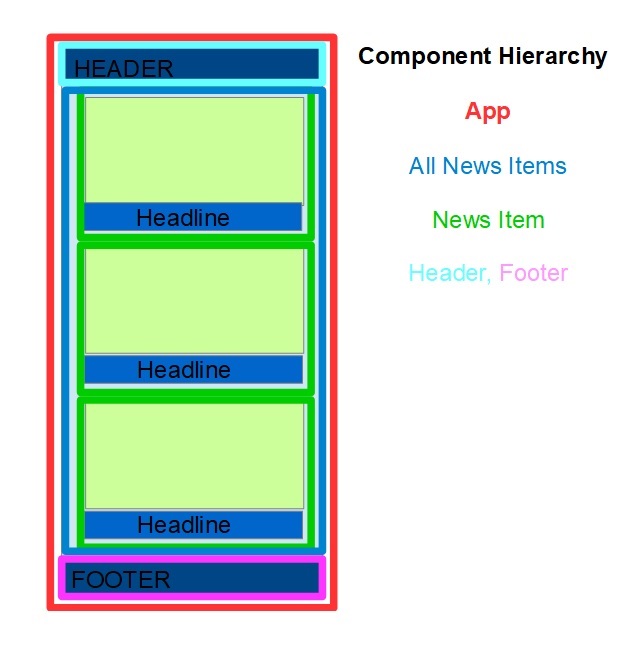 HEADER
Headline
Headline
Headline
FOOTER
Component Hierarchy
App
All News Items
News Item
Header, Footer